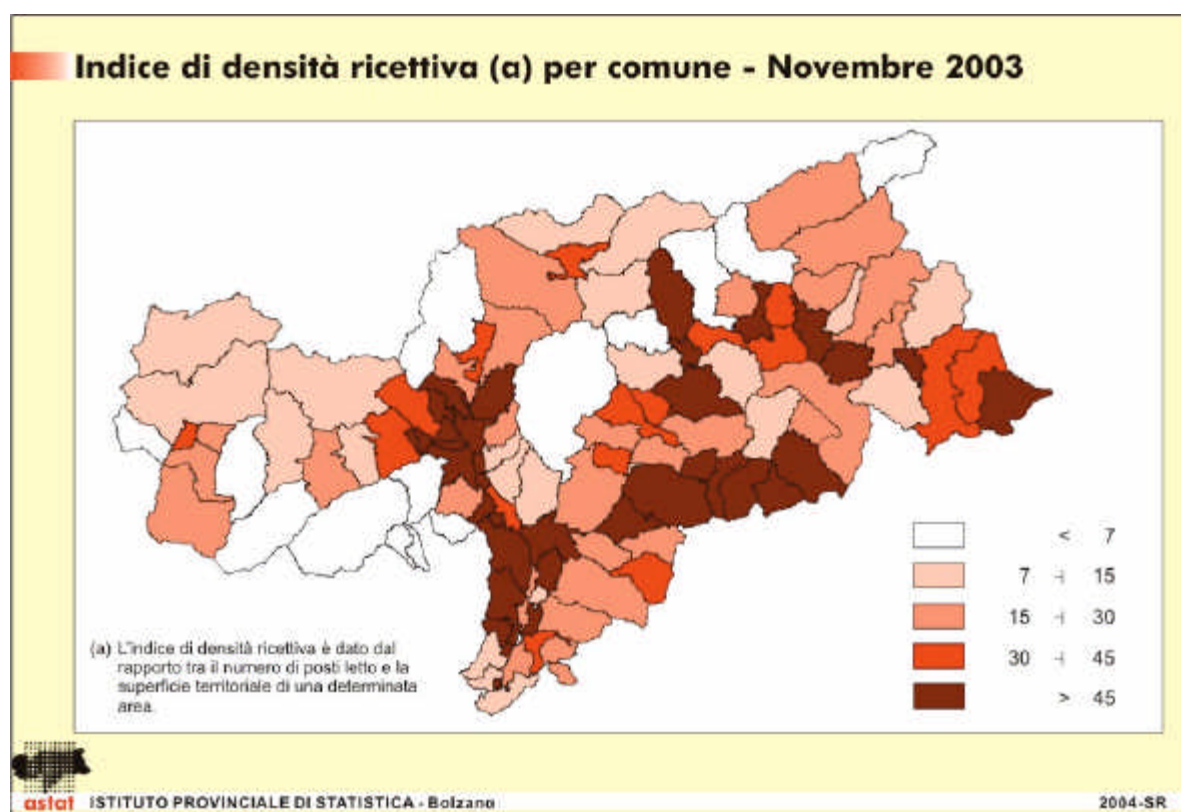 Indice di densità ricettiva (a) per comune - Novembre 2003
< 7
7 -| 15
15 -| 30
30 -| 45
> 45
(a) L'indice di densità ricettiva è dato dal
rapporto tra il numero di posti letto e la
superficie territoriale di una determinata
area.
astat ISTITUTO PROVINCIALE DI STATISTICA - Bolzano
2004-SR